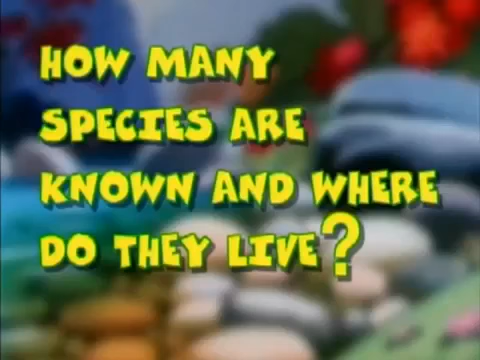 HOW MANY
SPECIES ARE
KNOWN AND WHERE
DO THEY LIVE?